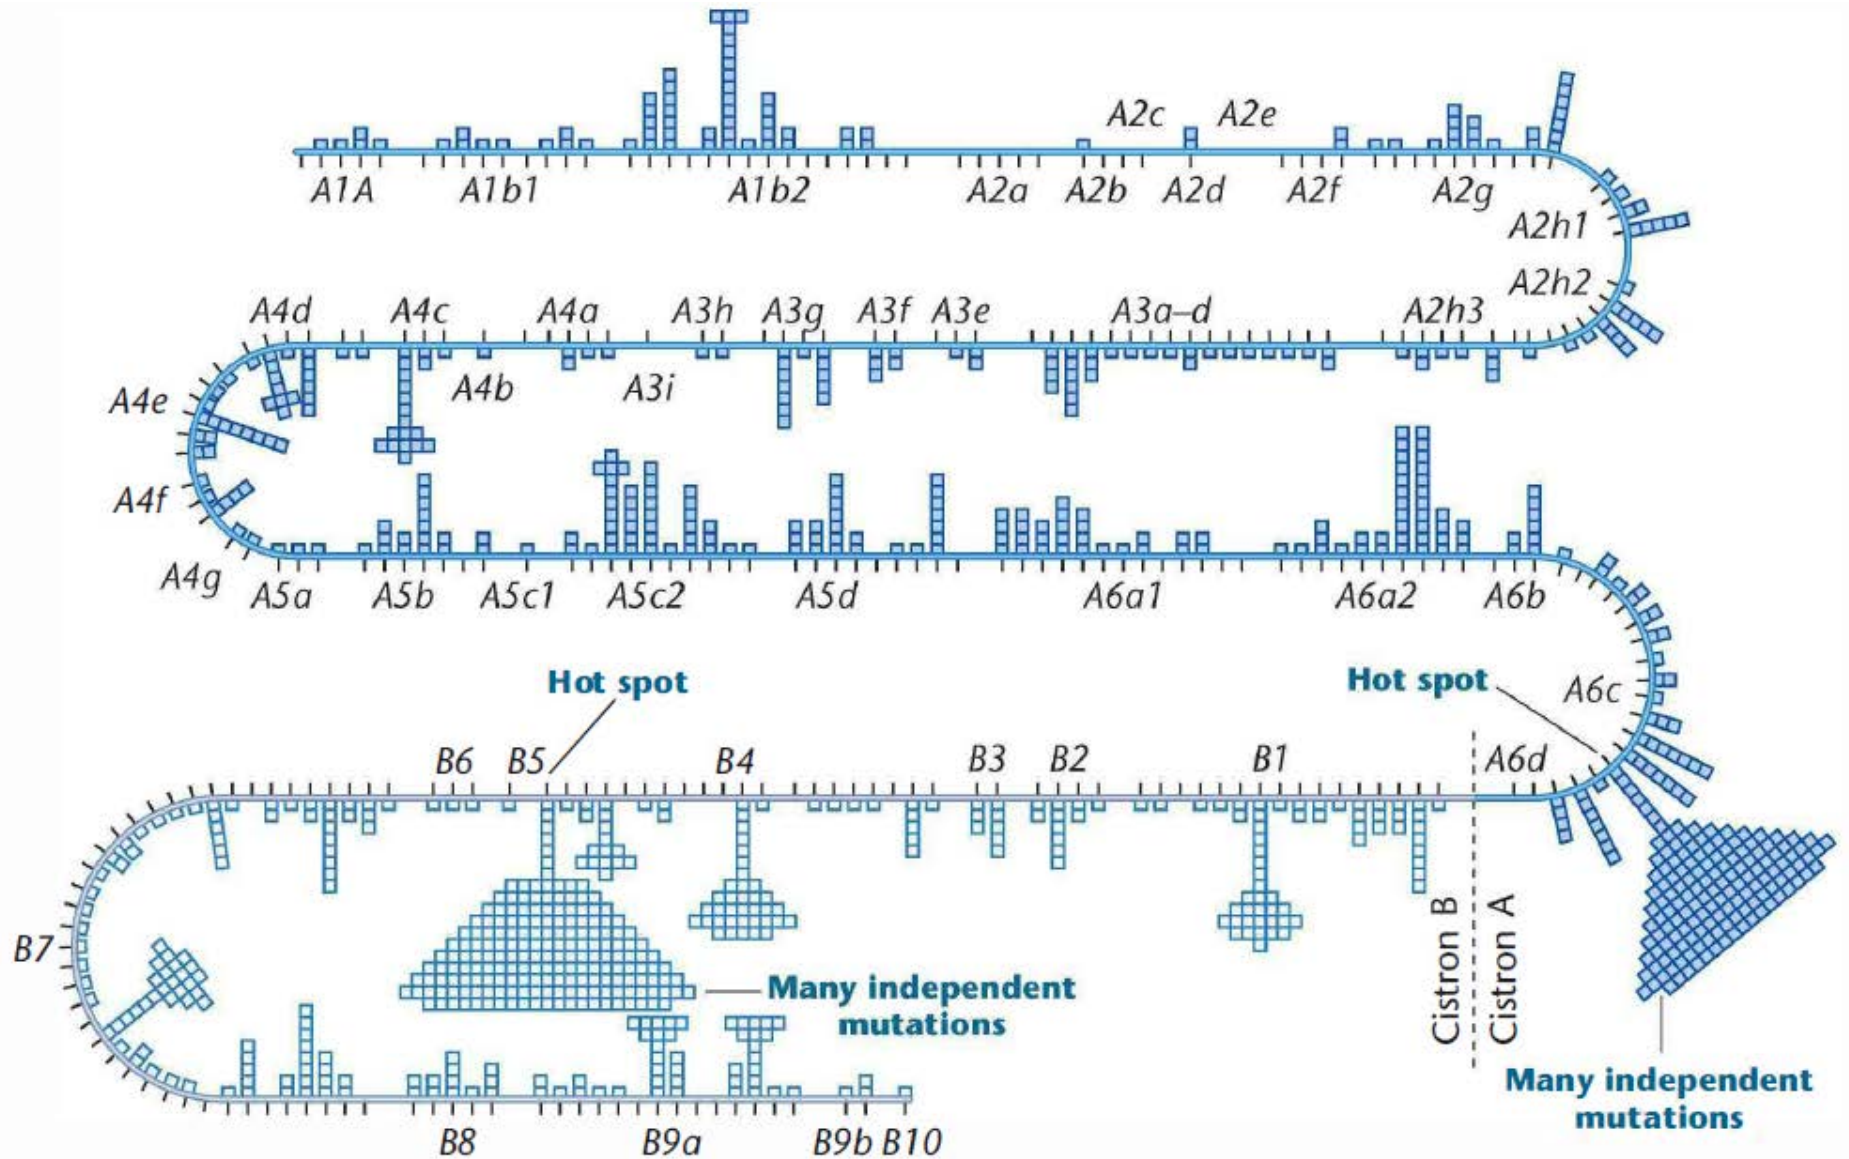 A2c A2e
A1A A1b1 A1b2 A2a A2b A2d A2f A2g
A2h1
A2h2
A4d A4c A4a A3h A3g A3f A3e A3a–d A2h3
A4e A4b A3i
A4f
A4g A5a A5b A5c1 A5c2 A5d A6a1 A6a2 A6b
Hot spot Hot spot A6c
B6 B5 B4 B3 B2 B1 A6d
B7
Cistron B
Cistron A
Many independent
mutations
Many independent
mutations
B8 B9a B9b B10